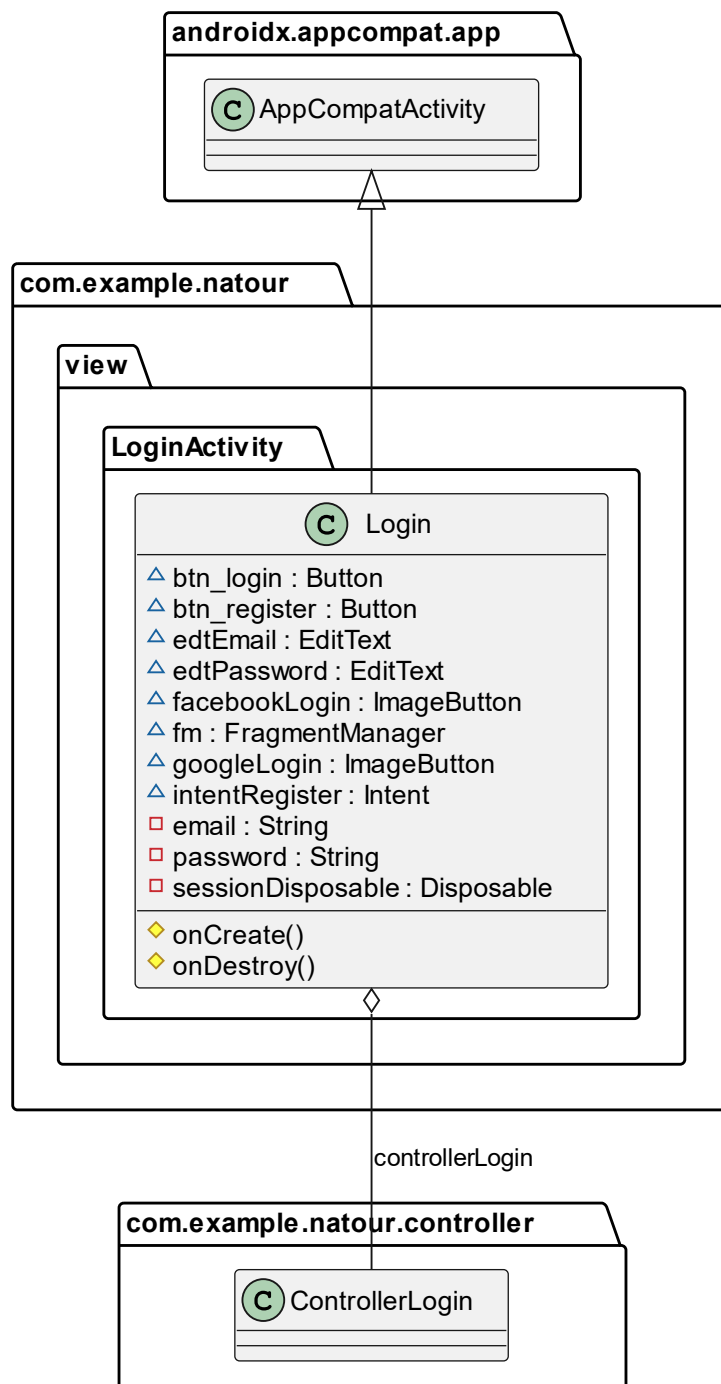 androidx.appcompat.app
C AppCompatActivity
com.example.natour
view
LoginActivity
C Login
btn_login : Button
btn_register : Button
edtEmail : EditText
edtPassword : EditText
facebookLogin : ImageButton
fm : FragmentManager
googleLogin : ImageButton
intentRegister : Intent
email : String
password : String
sessionDisposable : Disposable
onCreate()
onDestroy()
controllerLogin
com.example.natour.controller
C ControllerLogin